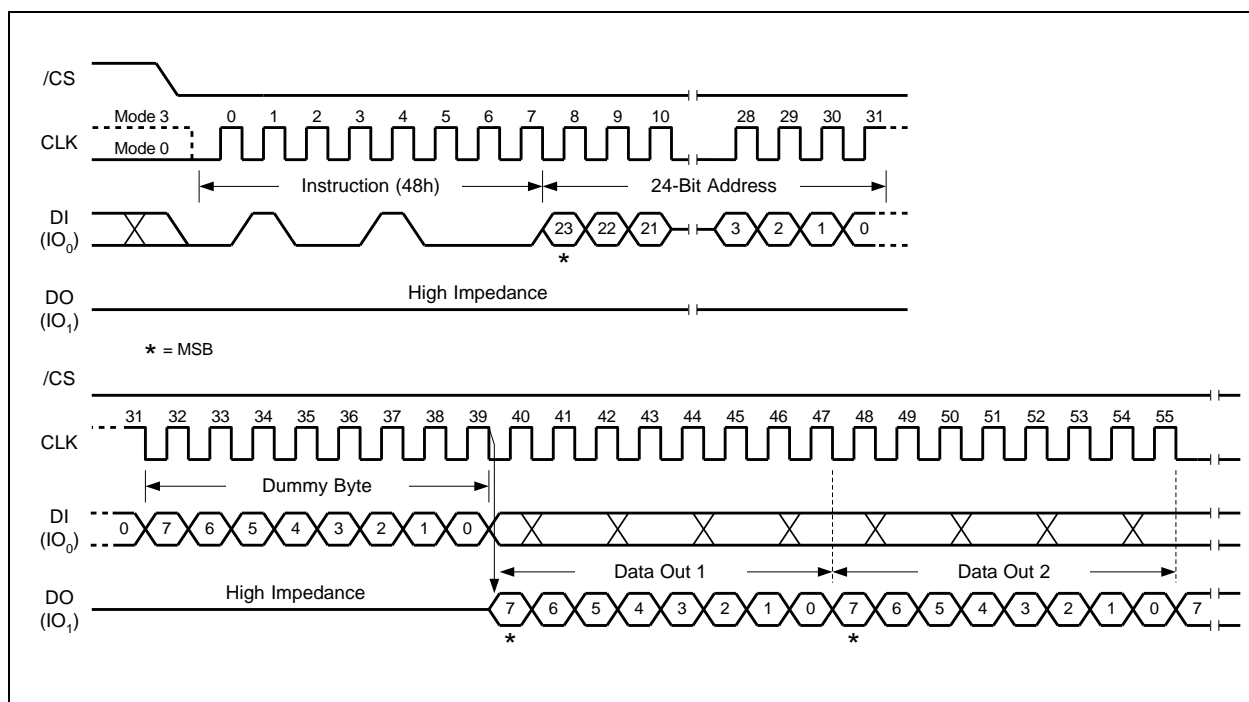 /CS
Mode 3 0 1 2 3 4 5 6 7 8 9 10 28 29 30 31
CLK
Mode 0
Instruction (48h) 24-Bit Address
DI
(IO0) 23 22 21 3 2 1 0
*
High Impedance
DO
(IO1)
* = MSB
/CS
31 32 33 34 35 36 37 38 39 40 41 42 43 44 45 46 47 48 49 50 51 52 53 54 55
CLK
Dummy Byte
DI
(IO0) 0 7 6 5 4 3 2 1 0
Data Out 1 Data Out 2
High Impedance
DO
(IO1) 7 6 5 4 3 2 1 0 7 6 5 4 3 2 1 0 7
* *